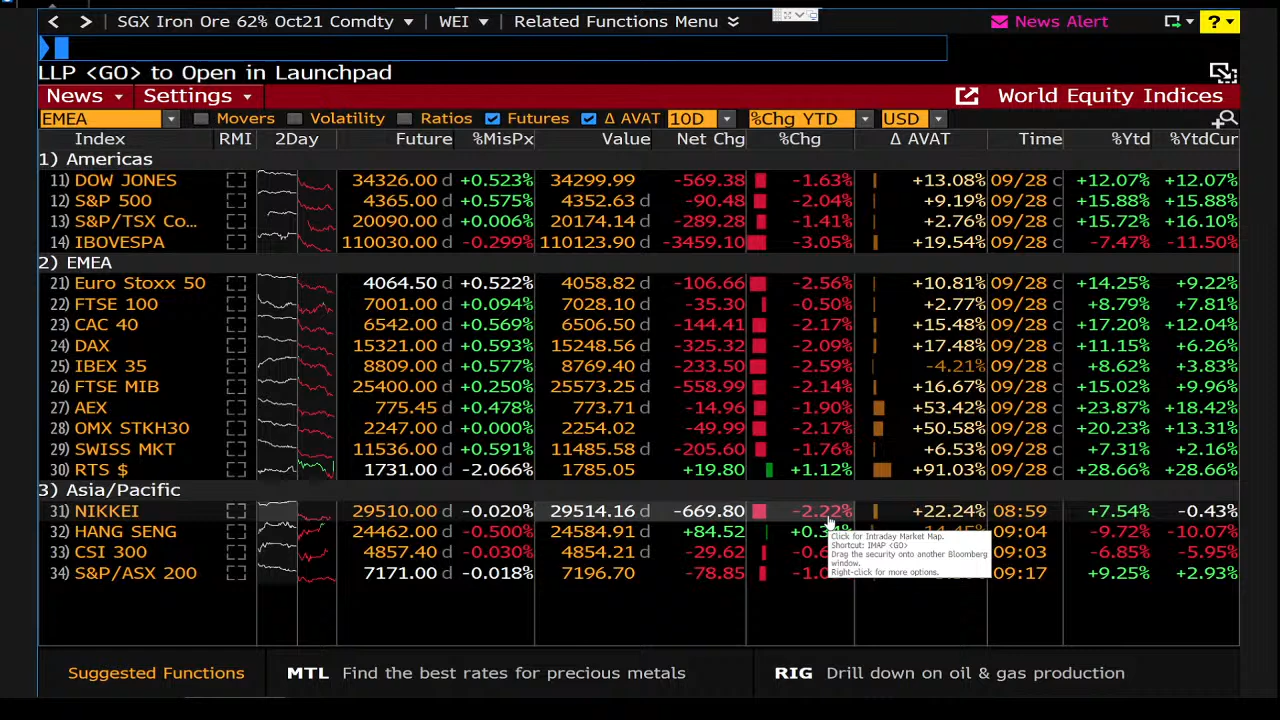 SGX Iron Ore 62% Oct21 Comdty WEI Related Functions Menu News Alert ?
LLP <GO> to Open in Launchpad
News Settings World Equity Indices
EMEA Movers Volatility Ratios Futures Δ AVAT 10D %Chg YTD USD
Index RMI 2Day Future %MisPx Value Net Chg %Chg Δ AVAT Time %Ytd %YtdCur
1) Americas
11) DOW JONES 34326.00 d +0.523% 34299.99 -569.38 -1.63% +13.08% 09/28 c +12.07% +12.07%
12) S&P 500 4365.00 d +0.575% 4352.63 -90.48 -2.04% +9.19% 09/28 c +15.88% +15.88%
13) S&P/TSX Co... 20090.00 d +0.006% 20174.14 -289.28 -1.41% +2.76% 09/28 c +15.72% +16.10%
14) IBOVESPA 110030.00 d -0.299% 110123.90 d -3459.10 -3.05% +19.54% 09/28 c -7.47% -11.50%
2) EMEA
21) Euro Stoxx 50 4064.50 d +0.522% 4058.82 d -106.66 -2.56% +10.81% 09/28 c +14.25% +9.22%
22) FTSE 100 7001.00 d +0.094% 7028.10 d -35.30 -0.50% +2.77% 09/28 c +8.79% +7.81%
23) CAC 40 6542.00 d +0.569% 6506.50 d -144.41 -2.17% +15.48% 09/28 c +17.20% +12.04%
24) DAX 15321.00 d +0.593% 15248.56 d -325.32 -2.09% +17.48% 09/28 c +11.15% +6.26%
25) IBEX 35 8809.00 d +0.577% 8769.40 d -233.50 -2.59% -4.21% 09/28 c +8.62% +3.83%
26) FTSE MIB 25400.00 d +0.250% 25573.25 d -558.99 -2.14% +16.67% 09/28 c +15.02% +9.96%
27) AEX 775.45 d +0.478% 773.71 d -14.96 -1.90% +53.42% 09/28 c +23.87% +18.42%
28) OMX STKH30 2247.00 d +0.000% 2254.02 d -49.99 -2.17% +50.58% 09/28 c +20.23% +13.31%
29) SWISS MKT 11536.00 d +0.591% 11485.58 d -205.60 -1.76% +6.53% 09/28 c +7.31% +2.16%
30) RTS $ 1731.00 d -2.066% 1785.05 d +19.80 +1.12% +91.03% 09/28 c +28.66% +28.66%
3) Asia/Pacific
31) NIKKEI 29510.00 d -0.020% 29514.16 d -669.80 -2.22% +22.24% 08:59 +7.54% -0.43%
32) HANG SENG 24462.00 d -0.500% 24584.91 d +84.52 09:04 -9.72% -10.07%
33) CSI 300 4857.40 d -0.030% 4854.21 d -29.62 09:03 -6.85% -5.95%
34) S&P/ASX 200 7171.00 d -0.018% 7196.70 -78.85 09:17 +9.25% +2.93%
Click for Intraday Market Map.
Shortcut: IMAP <GO>
Drag the security onto another Bloomberg
window.
Right-click for more options.
Suggested Functions MTL Find the best rates for precious metals RIG Drill down on oil & gas production